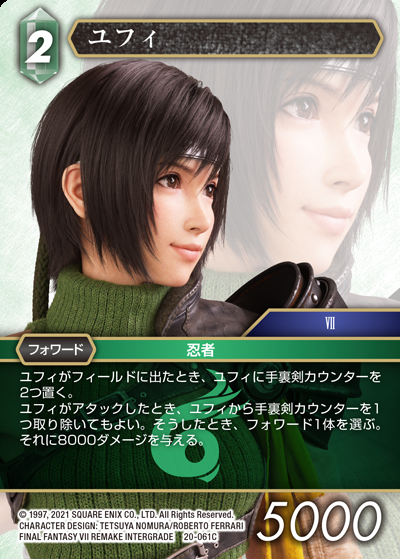 2
ユフィ
VII
フォワード
忍者
ユフィがフィールドに出たとき、ユフィに手裏剣カウンターを
2つ置く。
ユフィがアタックしたとき、ユフィから手裏剣カウンターを1
つ取り除いてもよい。そうしたとき、フォワード1体を選ぶ。
それに8000ダメージを与える。
© 1997, 2021 SQUARE ENIX CO., LTD. All Rights Reserved.
CHARACTER DESIGN: TETSUYA NOMURA/ROBERTO FERRARI
FINAL FANTASY VII REMAKE INTERGRADE 20-061C
5000